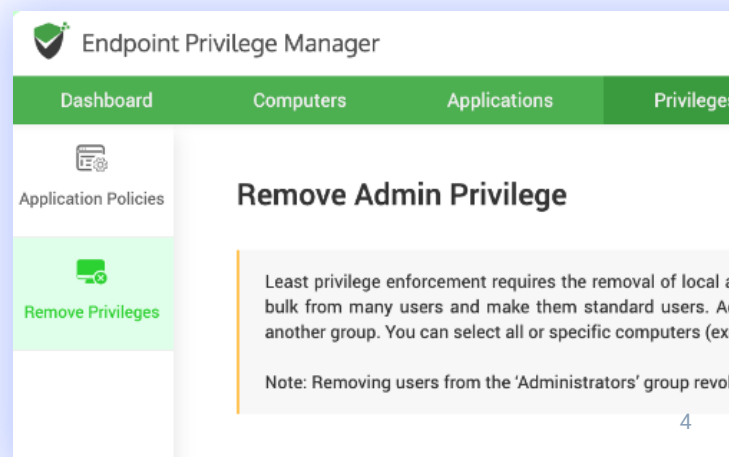 Endpoint Privilege Manager
Dashboard Computers Applications Privileges
Application Policies
Remove Privileges
Remove Admin Privilege
Least privilege enforcement requires the removal of local
bulk from many users and make them standard users.
another group. You can select all or specific computers
Note: Removing users from the ‘Administrators’ group
4